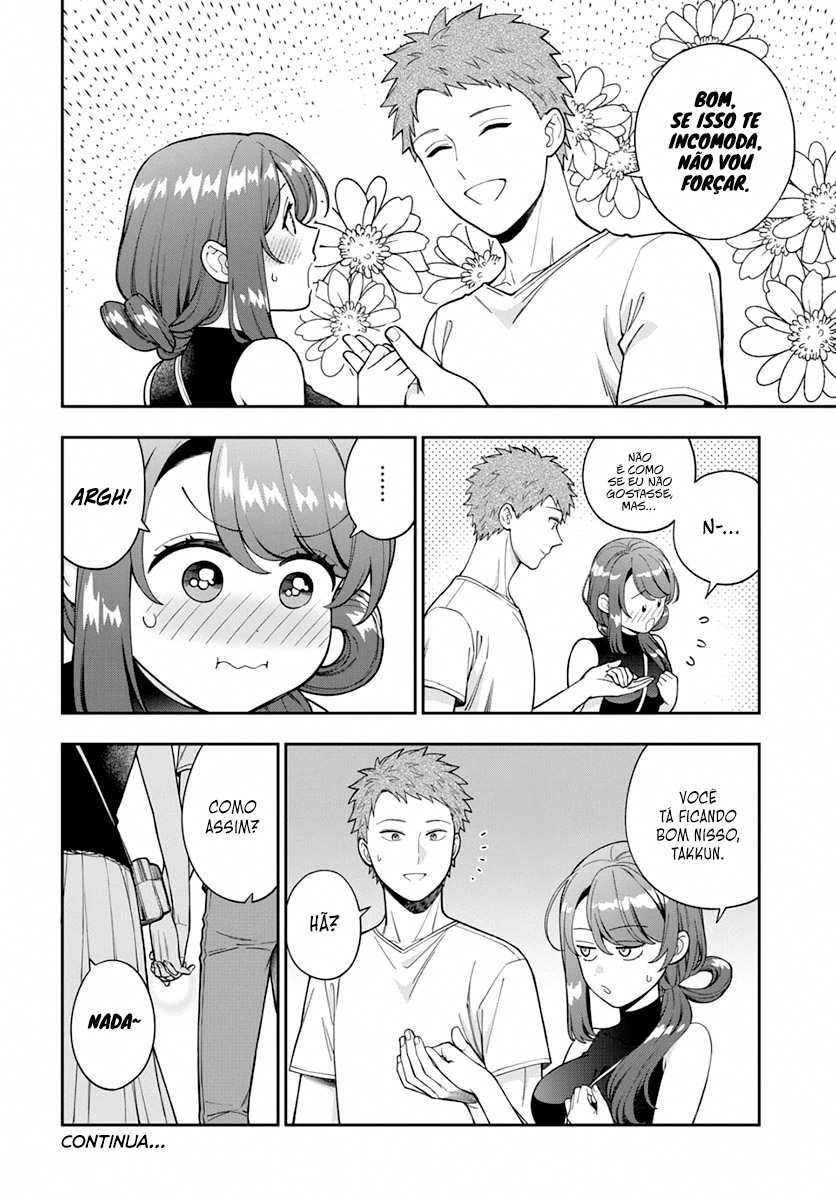 BOM,
SE ISSO TE
INCOMODA,
NÃO VOU
FORÇAR.
N-...
NÃO
É COMO
SE EU NÃO
GOSTASSE,
MAS...
......
ARGH!
VOCÊ
TÁ FICANDO
BOM NISSO,
TAKKUN.
HÃ?
COMO
ASSIM?
NADA~
CONTINUA...